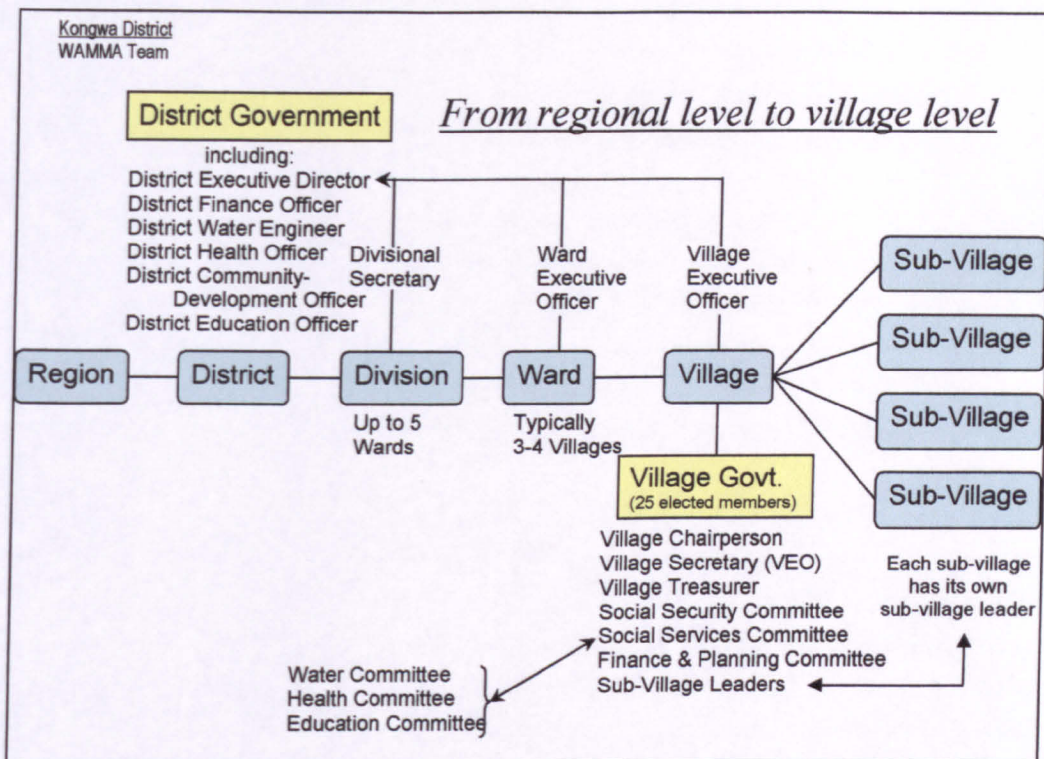 Kongwa District
WAMMA Team
From regional level to village level
District Government
including:
District Executive Director
District Finance Officer
District Water Engineer
District Health Officer
District Community-
Development Officer
District Education Officer
Divisional
Secretary
Ward
Executive
Officer
Village
Executive
Officer
Region
District
Division
Ward
Village
Sub-Village
Sub-Village
Sub-Village
Sub-Village
Up to 5
Wards
Typically
3-4 Villages
Village Govt.
(25 elected members)
Village Chairperson
Village Secretary (VEO)
Village Treasurer
Social Security Committee
Social Services Committee
Finance & Planning Committee
Sub-Village Leaders
Each sub-village
has its own
sub-village leader
Water Committee
Health Committee
Education Committee